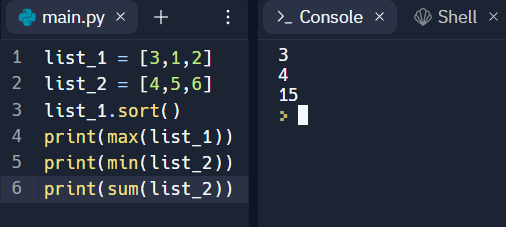 main.py × +
1 list_1 = [3,1,2]
2 list_2 = [4,5,6]
3 list_1.sort()
4 print(max(list_1))
5 print(min(list_2))
6 print(sum(list_2))
>_ Console × Shell ×
3
4
15
>